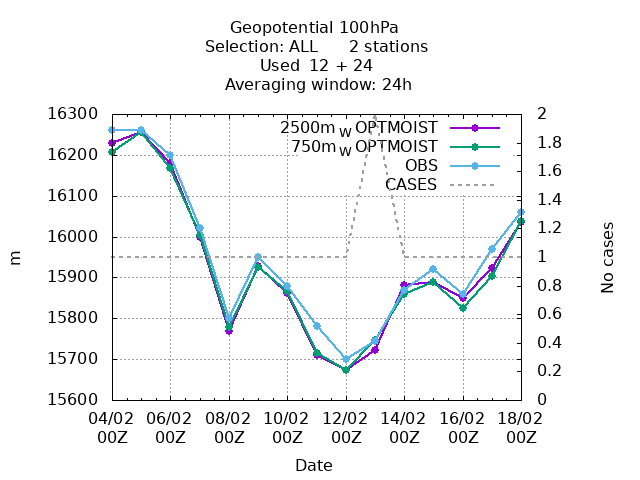 Geopotential 100hPa
Selection: ALL 2 stations
Used 12 + 24
Averaging window: 24h
16300
16200
16100
16000
15900
15800
15700
15600
m
2500m W OPTMOIST
750m W OPTMOIST
OBS
CASES
2
1.8
1.6
1.4
1.2
1
0.8
0.6
0.4
0.2
0
No cases
04/02 06/02 08/02 10/02 12/02 14/02 16/02 18/02
00Z 00Z 00Z 00Z 00Z 00Z 00Z 00Z
Date